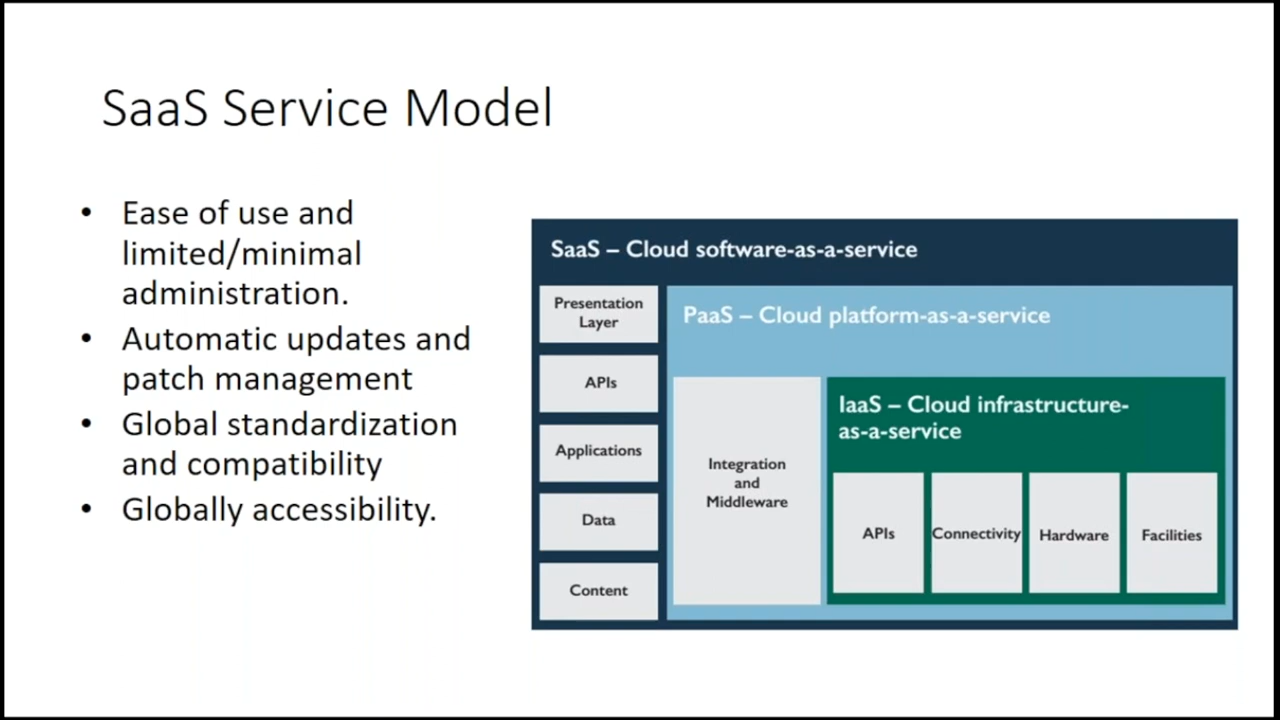 SaaS Service Model
• Ease of use and
limited/minimal
administration.
• Automatic updates and
patch management
• Global standardization
and compatibility
• Globally accessibility.
SaaS – Cloud software-as-a-service
Presentation
Layer
APIs
Applications
Data
Content
PaaS – Cloud platform-as-a-service
Integration
and
Middleware
IaaS – Cloud infrastructure-
as-a-service
APIs
Connectivity
Hardware
Facilities